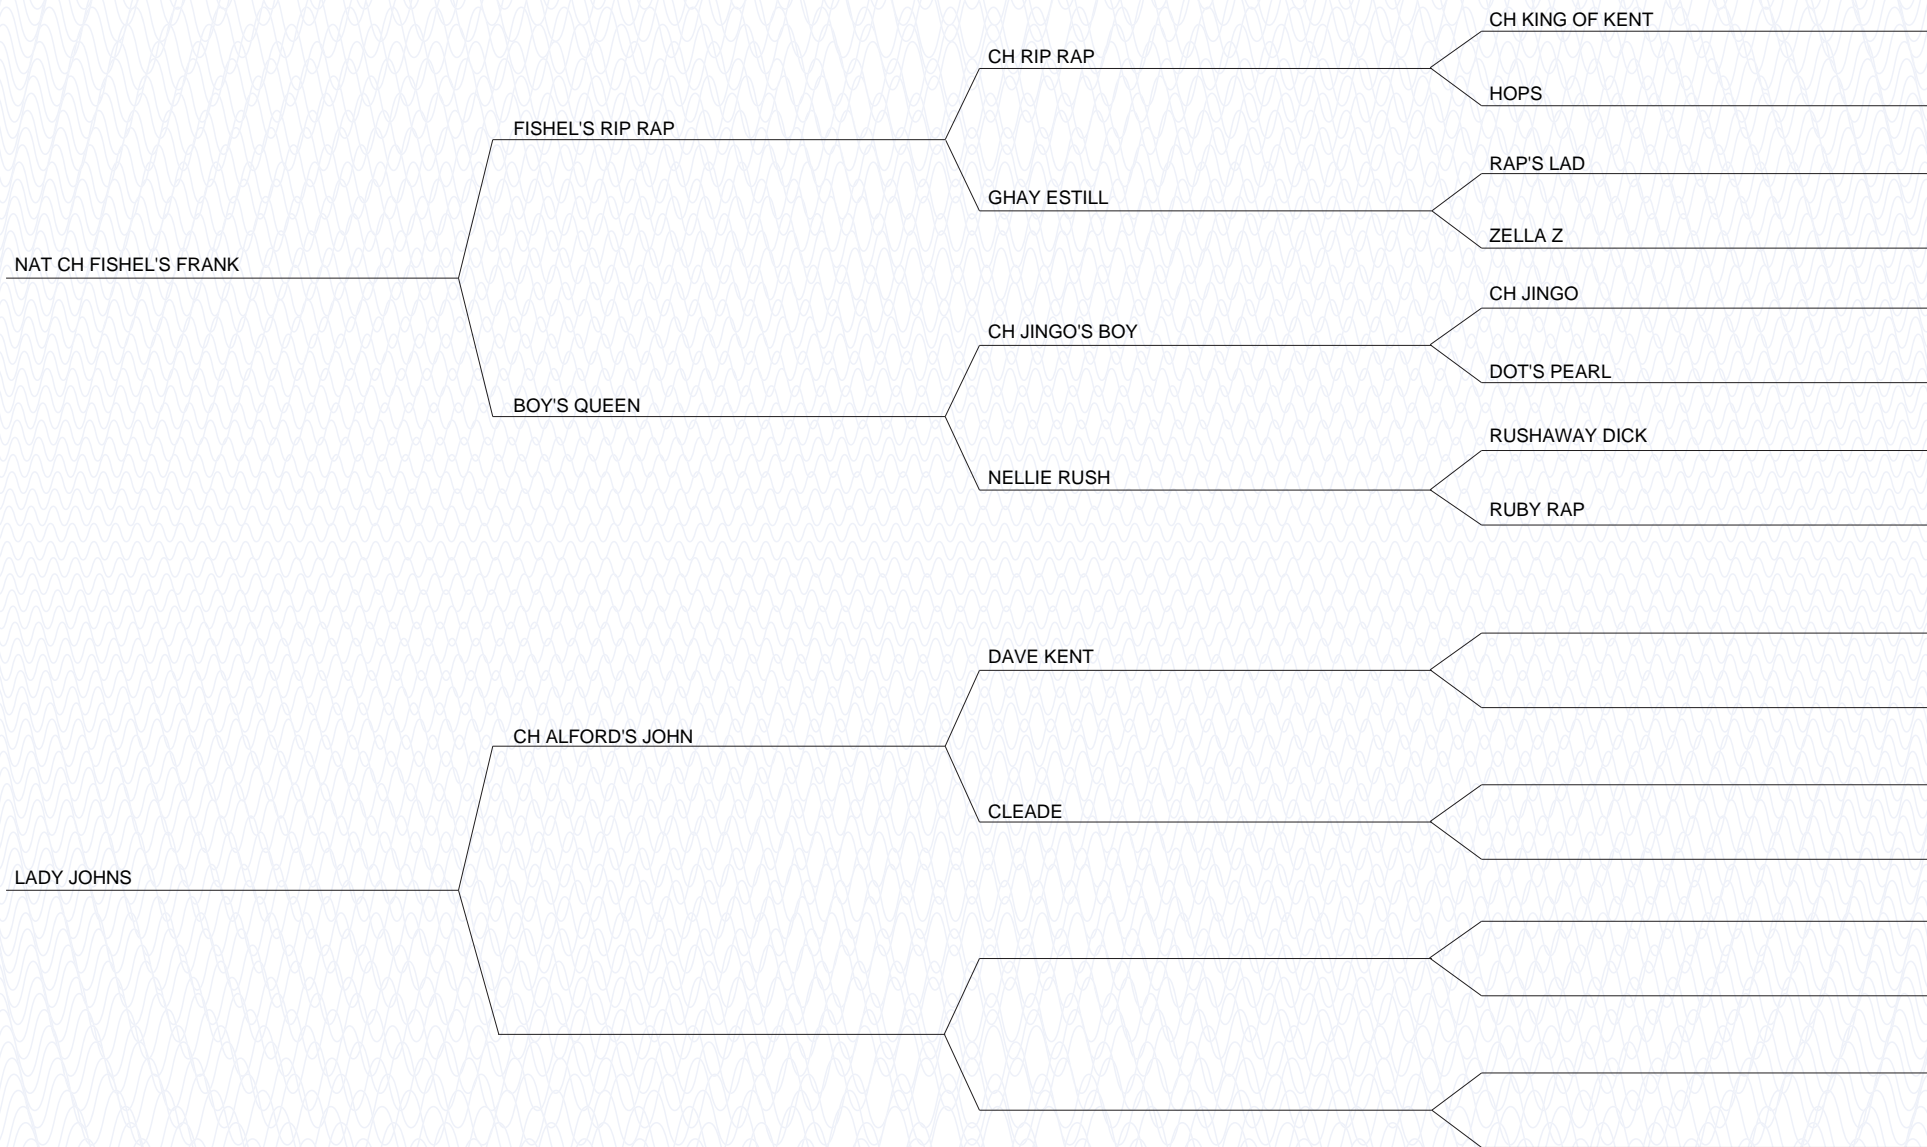 CH KING OF KENT
CH RIP RAP
HOPS
FISHEL'S RIP RAP
RAP'S LAD
GHAY ESTILL
ZELLA Z
NAT CH FISHEL'S FRANK
CH JINGO
CH JINGO'S BOY
DOT'S PEARL
BOY'S QUEEN
RUSHAWAY DICK
NELLIE RUSH
RUBY RAP
DAVE KENT
CH ALFORD'S JOHN
CLEADE
LADY JOHNS